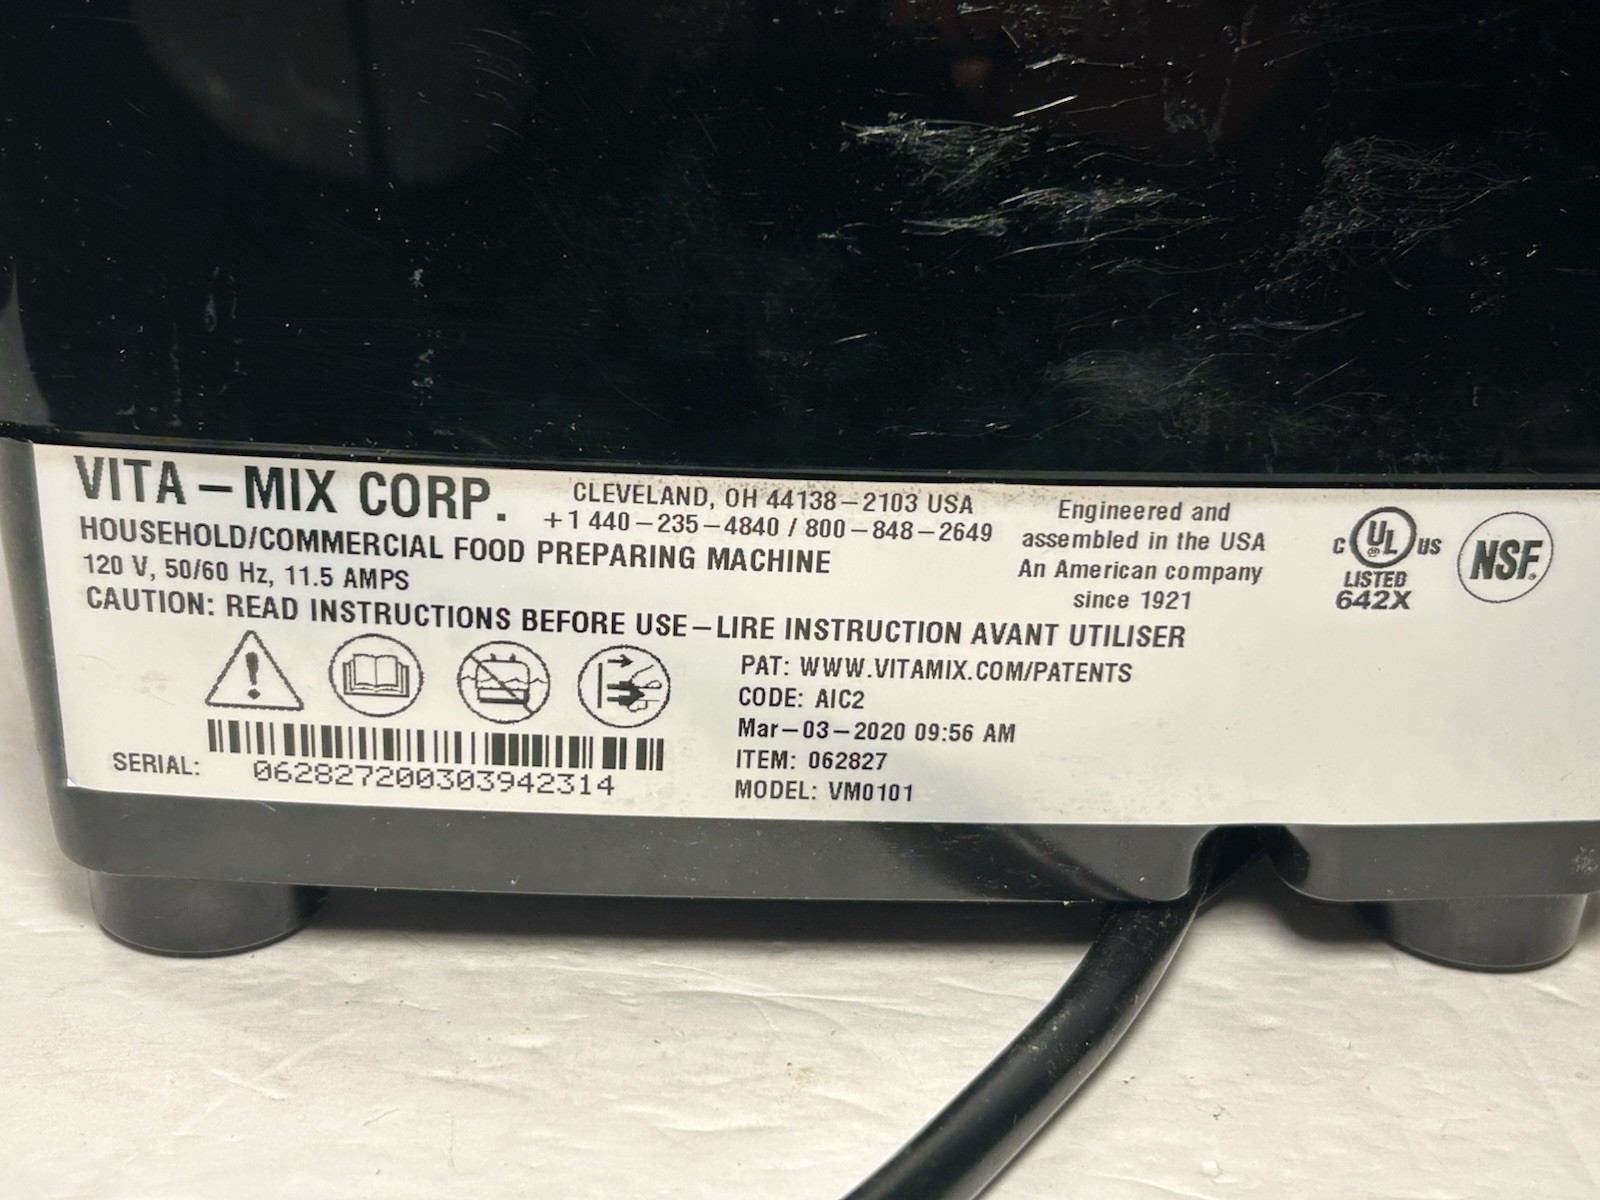 VITA – MIX CORP.
CLEVELAND, OH 44138–2103 USA
+1 440–235–4840 / 800–848–2649
HOUSEHOLD/COMMERCIAL FOOD PREPARING MACHINE
120 V, 50/60 Hz, 11.5 AMPS
CAUTION: READ INSTRUCTIONS BEFORE USE–LIRE INSTRUCTION AVANT UTILISER
Engineered and
assembled in the USA
An American company
since 1921
C UL® US
LISTED
642X
NSF®
SERIAL: 062827200303942314
PAT: WWW.VITAMIX.COM/PATENTS
CODE: AIC2
Mar–03–2020 09:56 AM
ITEM: 062827
MODEL: VM0101